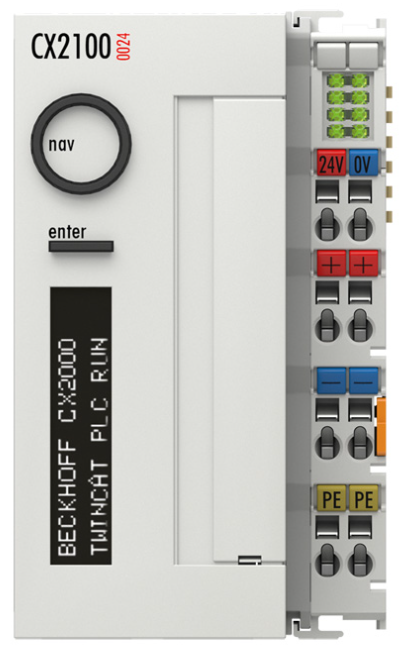 CX2100
0024
nav
enter
BECKHOFF CX2000
TWINCAT PLC RUN
24V 0V
+ +
− −
PE PE